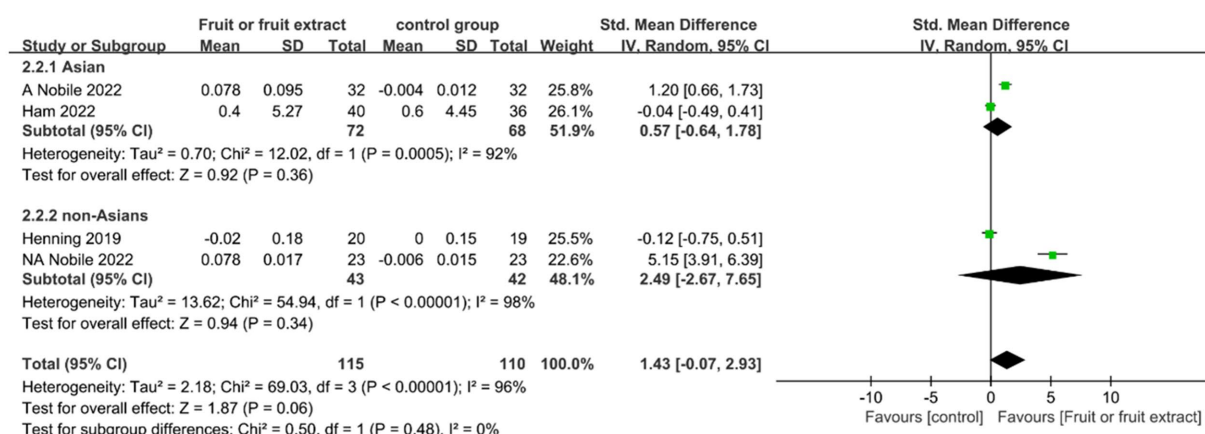 Fruit or fruit extract control group Std. Mean Difference Std. Mean Difference
Study or Subgroup Mean SD Total Mean SD Total Weight IV, Random, 95% CI IV, Random, 95% CI
2.2.1 Asian
A Nobile 2022 0.078 0.095 32 -0.004 0.012 32 25.8% 1.20 [0.66, 1.73]
Ham 2022 0.4 5.27 40 0.6 4.45 36 26.1% -0.04 [-0.49, 0.41]
Subtotal (95% CI) 72 68 51.9% 0.57 [-0.64, 1.78]
Heterogeneity: Tau² = 0.70; Chi² = 12.02, df = 1 (P = 0.0005); I² = 92%
Test for overall effect: Z = 0.92 (P = 0.36)
2.2.2 non-Asians
Henning 2019 -0.02 0.18 20 0 0.15 19 25.5% -0.12 [-0.75, 0.51]
NA Nobile 2022 0.078 0.017 23 -0.006 0.015 23 22.6% 5.15 [3.91, 6.39]
Subtotal (95% CI) 43 42 48.1% 2.49 [-2.67, 7.65]
Heterogeneity: Tau² = 13.62; Chi² = 54.94, df = 1 (P < 0.00001); I² = 98%
Test for overall effect: Z = 0.94 (P = 0.34)
Total (95% CI) 115 110 100.0% 1.43 [-0.07, 2.93]
Heterogeneity: Tau² = 2.18; Chi² = 69.03, df = 3 (P < 0.00001); I² = 96%
Test for overall effect: Z = 1.87 (P = 0.06)
Test for subgroup differences: Chi² = 0.50, df = 1 (P = 0.48), I² = 0%
-10 -5 0 5 10
Favours [control] Favours [Fruit or fruit extract]